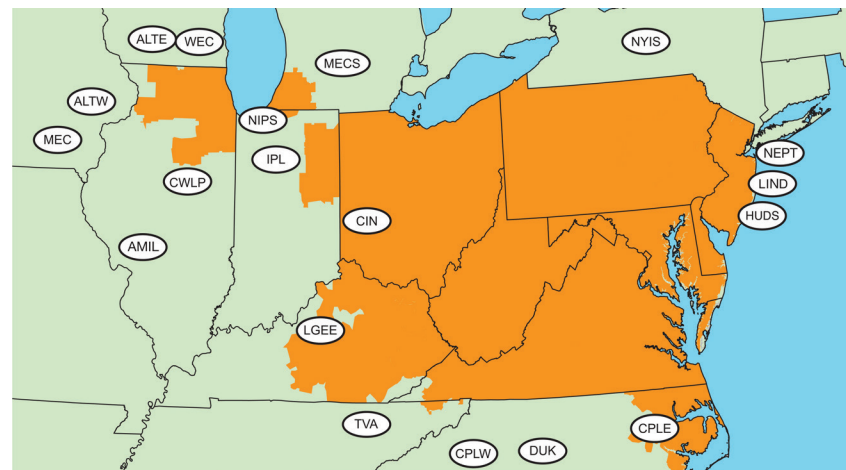 ALTE
WEC
NYIS
MECS
ALTW
NIPS
MEC
IPL
NEPT
CWLP
LIND
CIN
HUDS
AMIL
LGEE
TVA
CPLE
CPLW
DUK